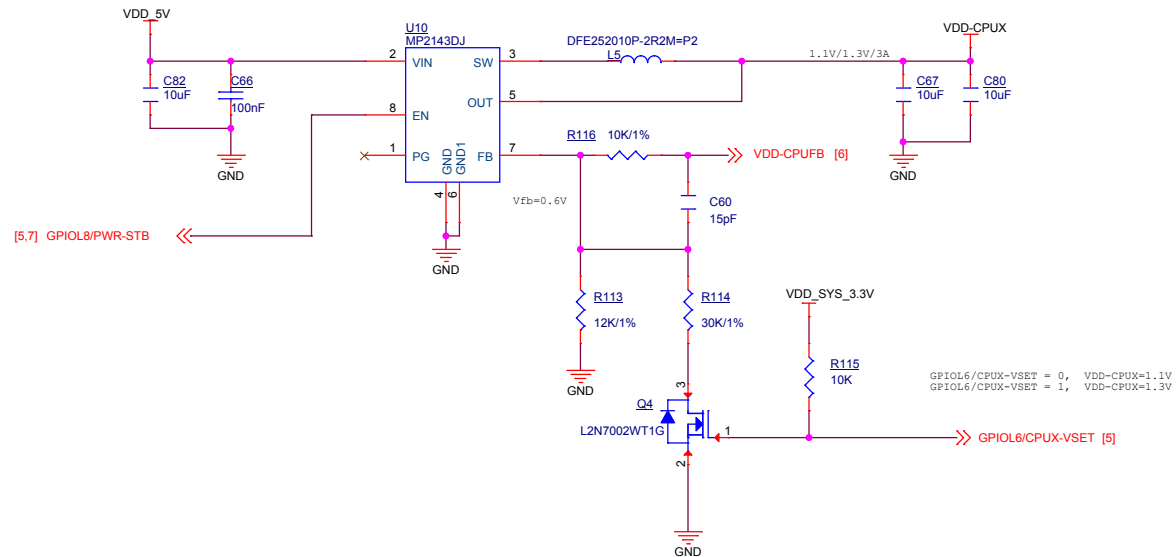 VDD_5V
U10
MP2143DJ
DFE252010P-2R2M=P2
L5
VDD-CPUX
1.1V/1.3V/3A
2
VIN
SW
3
C82
10uF
C66
100nF
OUT
5
C67
10uF
C80
10uF
8
EN
R116
10K/1%
1
PG
GND
GND1
FB
7
VDD-CPUFB [6]
GND
4
6
Vfb=0.6V
C60
15pF
GND
[5,7] GPIOL8/PWR-STB
GND
R113
12K/1%
R114
30K/1%
VDD_SYS_3.3V
R115
10K
GPIOL6/CPUX-VSET = 0, VDD-CPUX=1.1V
GPIOL6/CPUX-VSET = 1, VDD-CPUX=1.3V
GND
3
Q4
L2N7002WT1G
1
GPIOL6/CPUX-VSET [5]
2
GND